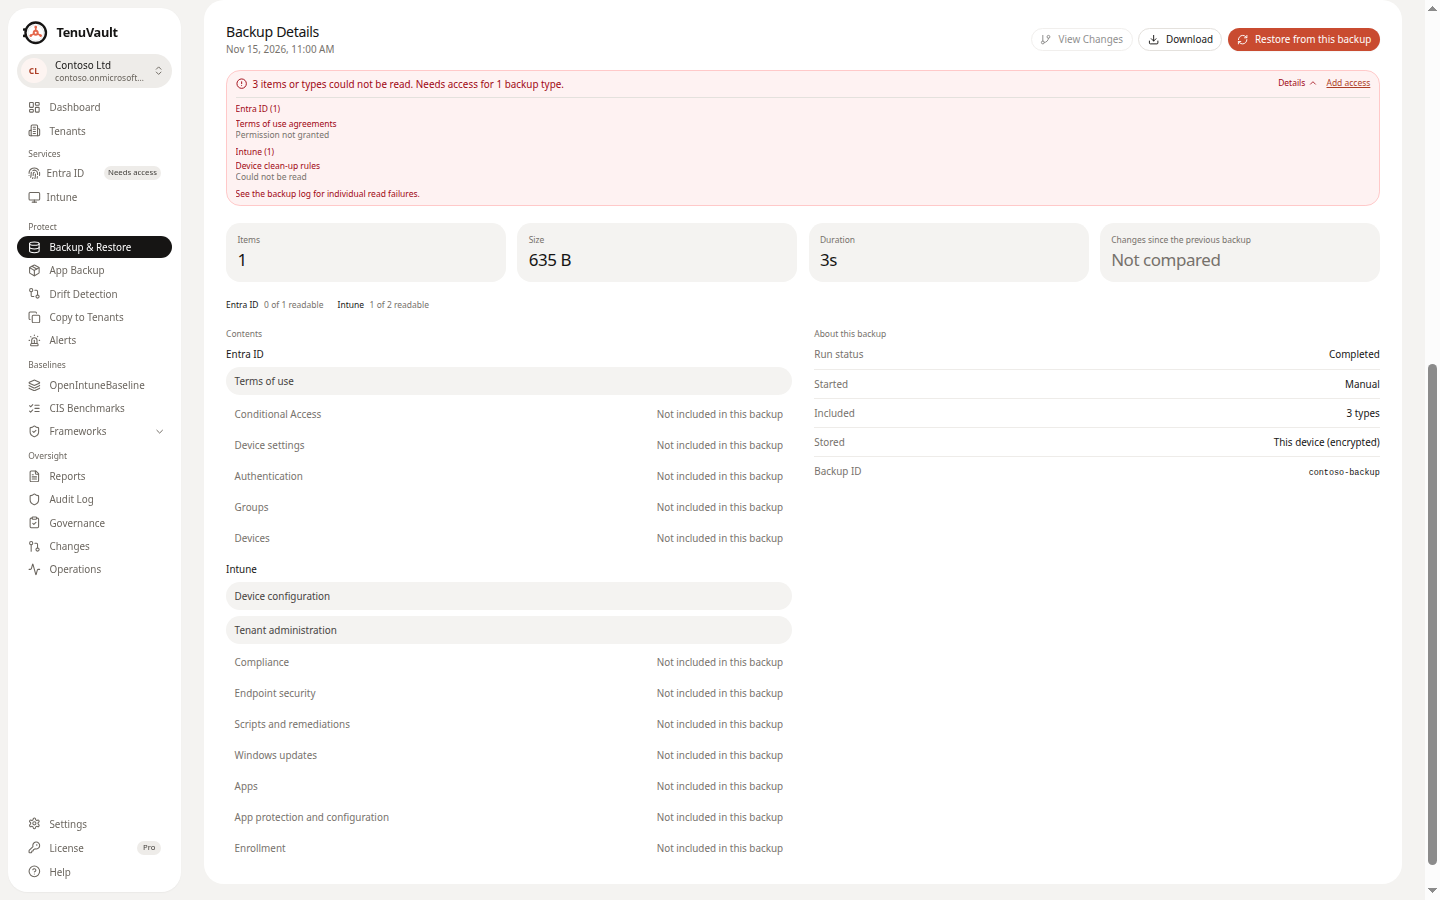 TenuVault
CL
Contoso Ltd
contoso.onmicrosoft...
Dashboard
Tenants
Services
Entra ID Needs access
Intune
Protect
Backup & Restore
App Backup
Drift Detection
Copy to Tenants
Alerts
Baselines
OpenIntuneBaseline
CIS Benchmarks
Frameworks
Oversight
Reports
Audit Log
Governance
Changes
Operations
Settings
License Pro
Help
Backup Details
Nov 15, 2026, 11:00 AM
View Changes Download Restore from this backup
3 items or types could not be read. Needs access for 1 backup type. Details Add access
Entra ID (1)
Terms of use agreements
Permission not granted
Intune (1)
Device clean-up rules
Could not be read
See the backup log for individual read failures.
Items
1
Size
635 B
Duration
3s
Changes since the previous backup
Not compared
Entra ID 0 of 1 readable Intune 1 of 2 readable
Contents
Entra ID
Terms of use
Conditional Access Not included in this backup
Device settings Not included in this backup
Authentication Not included in this backup
Groups Not included in this backup
Devices Not included in this backup
Intune
Device configuration
Tenant administration
Compliance Not included in this backup
Endpoint security Not included in this backup
Scripts and remediations Not included in this backup
Windows updates Not included in this backup
Apps Not included in this backup
App protection and configuration Not included in this backup
Enrollment Not included in this backup
About this backup
Run status Completed
Started Manual
Included 3 types
Stored This device (encrypted)
Backup ID contoso-backup